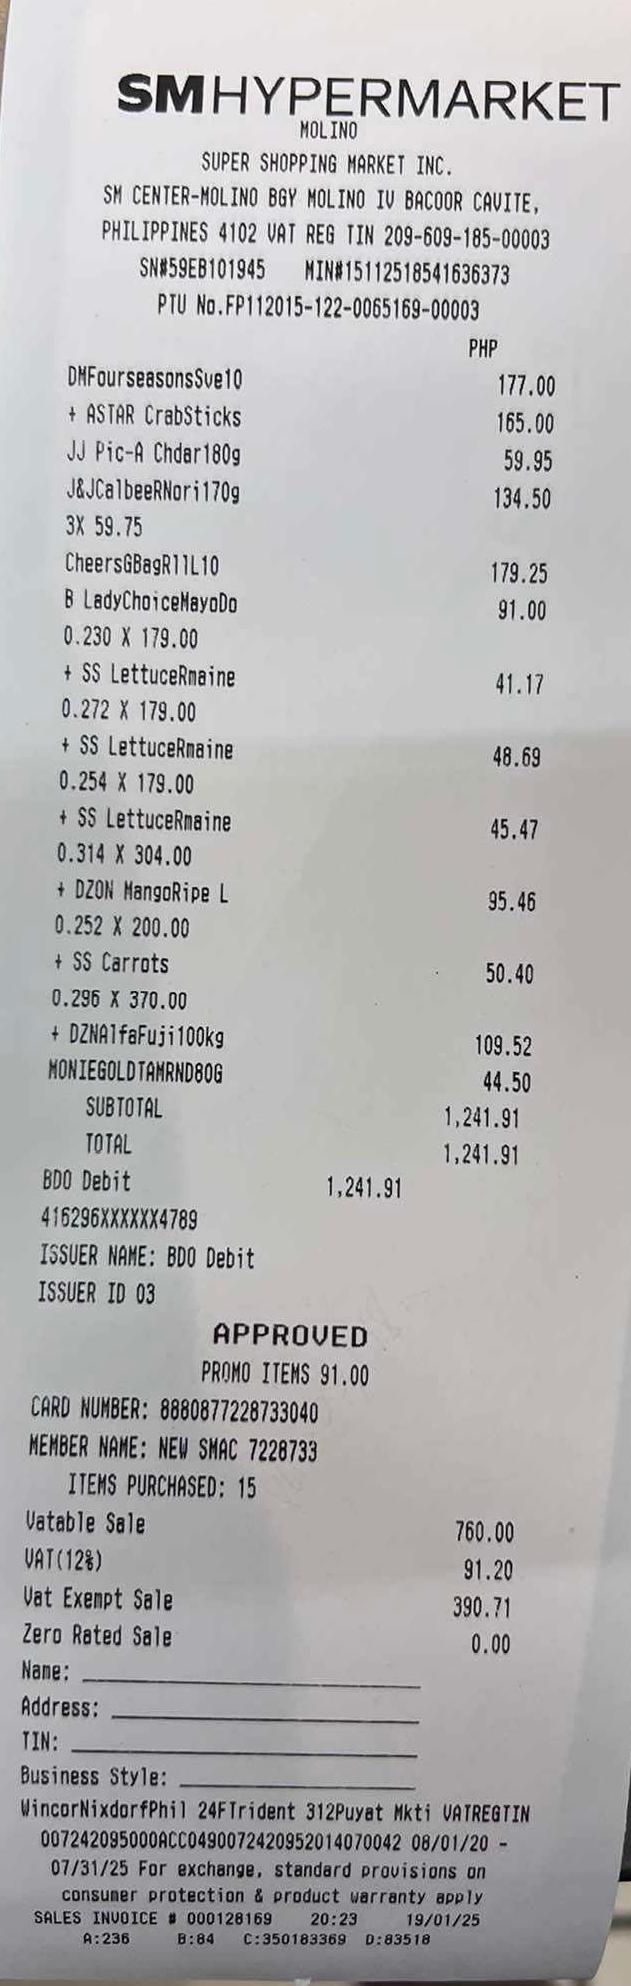 SMHYPERMARKET
MOLINO
SUPER SHOPPING MARKET INC.
SM CENTER-MOLINO BGY MOLINO IV BACOOR CAVITE,
PHILIPPINES 4102 VAT REG TIN 209-609-185-00003
SN#59EB101945 MIN#15112518541636373
PTU No.FP112015-122-0065169-00003
PHP
DMFourseasonsSve10 177.00
+ ASTAR CrabSticks 165.00
JJ Pic-A Chdar180g 59.95
J&JCalbeeRNori170g 134.50
3X 59.75
CheersGBagR11L10 179.25
B LadyChoiceMayoDo 91.00
0.230 X 179.00
+ SS LettuceRmaine 41.17
0.272 X 179.00
+ SS LettuceRmaine 48.69
0.254 X 179.00
+ SS LettuceRmaine 45.47
0.314 X 304.00
+ DZON MangoRipe L 95.46
0.252 X 200.00
+ SS Carrots 50.40
0.296 X 370.00
+ DZNAlfaFuji100kg 109.52
MONIEGOLDTAMRND80G 44.50
SUBTOTAL 1,241.91
TOTAL 1,241.91
BDO Debit 1,241.91
416296XXXXXX4789
ISSUER NAME: BDO Debit
ISSUER ID 03
APPROVED
PROMO ITEMS 91.00
CARD NUMBER: 8880877228733040
MEMBER NAME: NEW SMAC 7228733
ITEMS PURCHASED: 15
Vatable Sale 760.00
VAT(12%) 91.20
Vat Exempt Sale 390.71
Zero Rated Sale 0.00
Name:
Address:
TIN:
Business Style:
WincorNixdorfPhil 24FTrident 312Puyat Mkti VATREGTIN
007242095000ACC0490072420952014070042 08/01/20 -
07/31/25 For exchange, standard provisions on
consumer protection & product warranty apply
SALES INVOICE # 000128169 20:23 19/01/25
A:236 B:84 C:350183369 D:83518